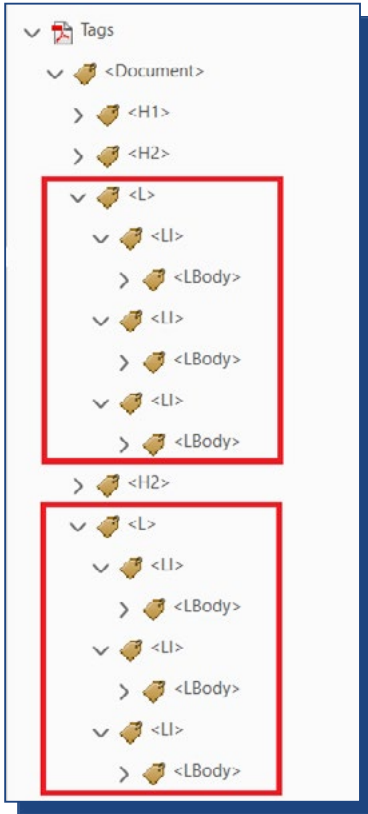 Tags
<Document>
<H1>
<H2>
<L>
<LI>
<LBody>
<LI>
<LBody>
<LI>
<LBody>
<H2>
<L>
<LI>
<LBody>
<LI>
<LBody>
<LI>
<LBody>